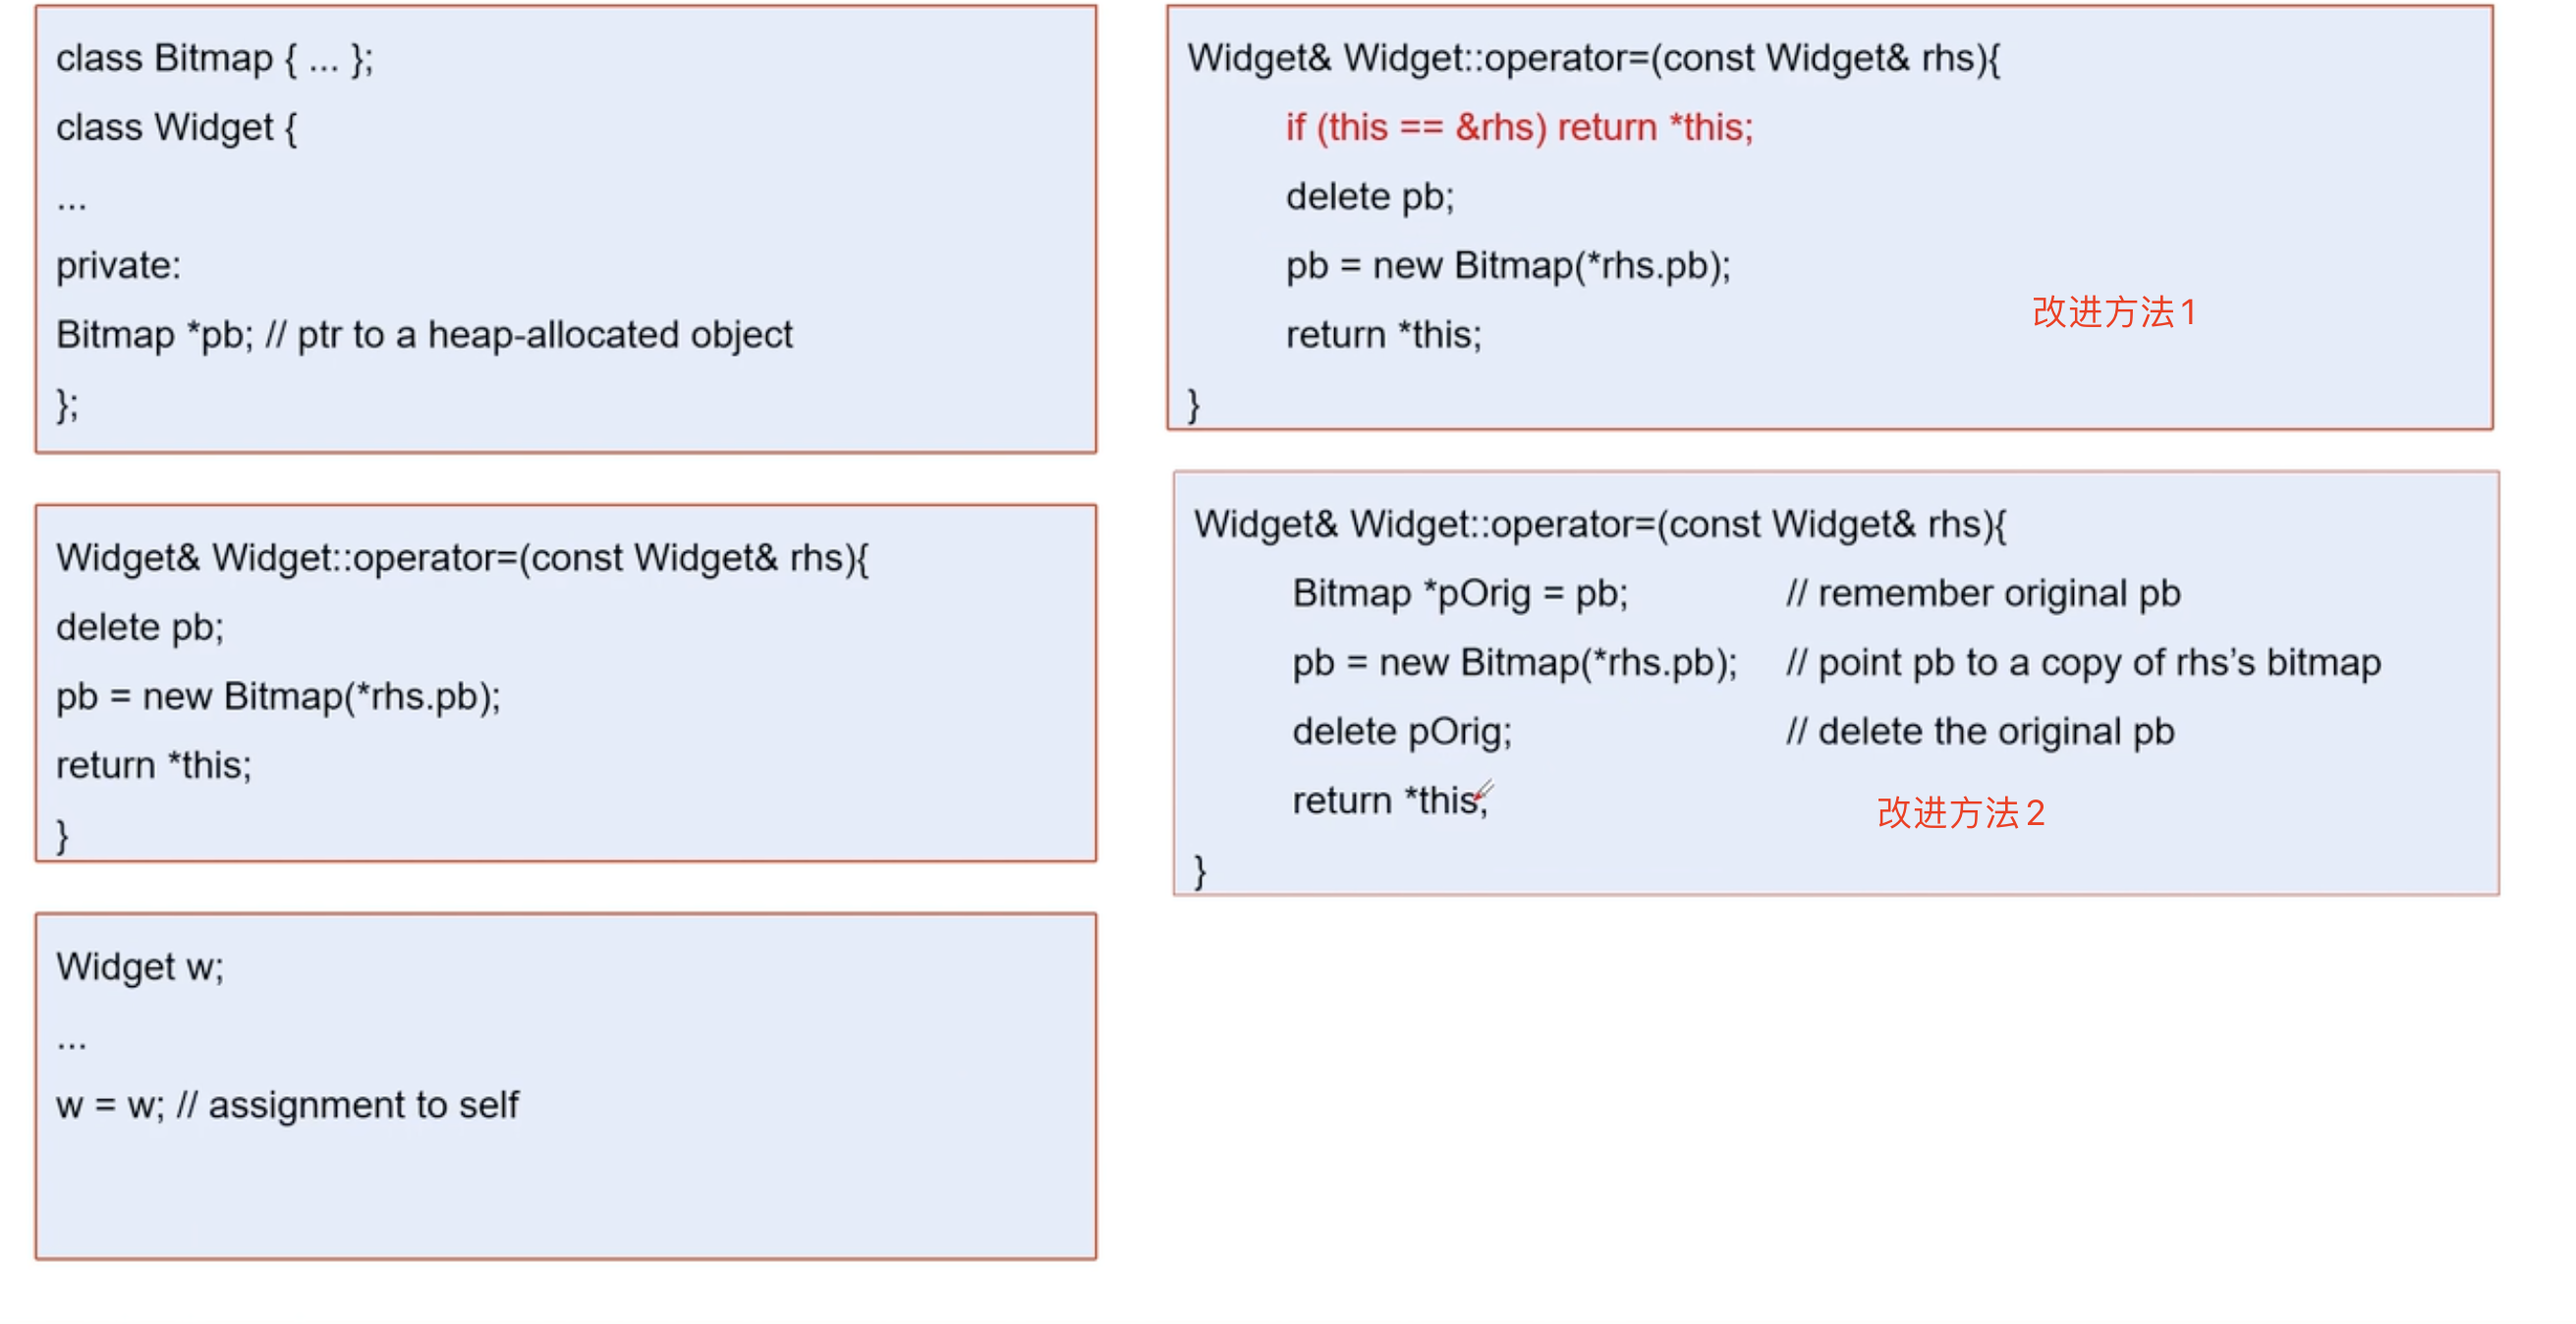 class Bitmap { ... };
class Widget {
...
private:
Bitmap *pb; // ptr to a heap-allocated object
};
Widget& Widget::operator=(const Widget& rhs){
delete pb;
pb = new Bitmap(*rhs.pb);
return *this;
}
Widget w;
...
w = w; // assignment to self
Widget& Widget::operator=(const Widget& rhs){
if (this == &rhs) return *this;
delete pb;
pb = new Bitmap(*rhs.pb);
改进方法1
return *this;
}
Widget& Widget::operator=(const Widget& rhs){
Bitmap *pOrig = pb; // remember original pb
pb = new Bitmap(*rhs.pb); // point pb to a copy of rhs’s bitmap
delete pOrig; // delete the original pb
return *this;
改进方法2
}